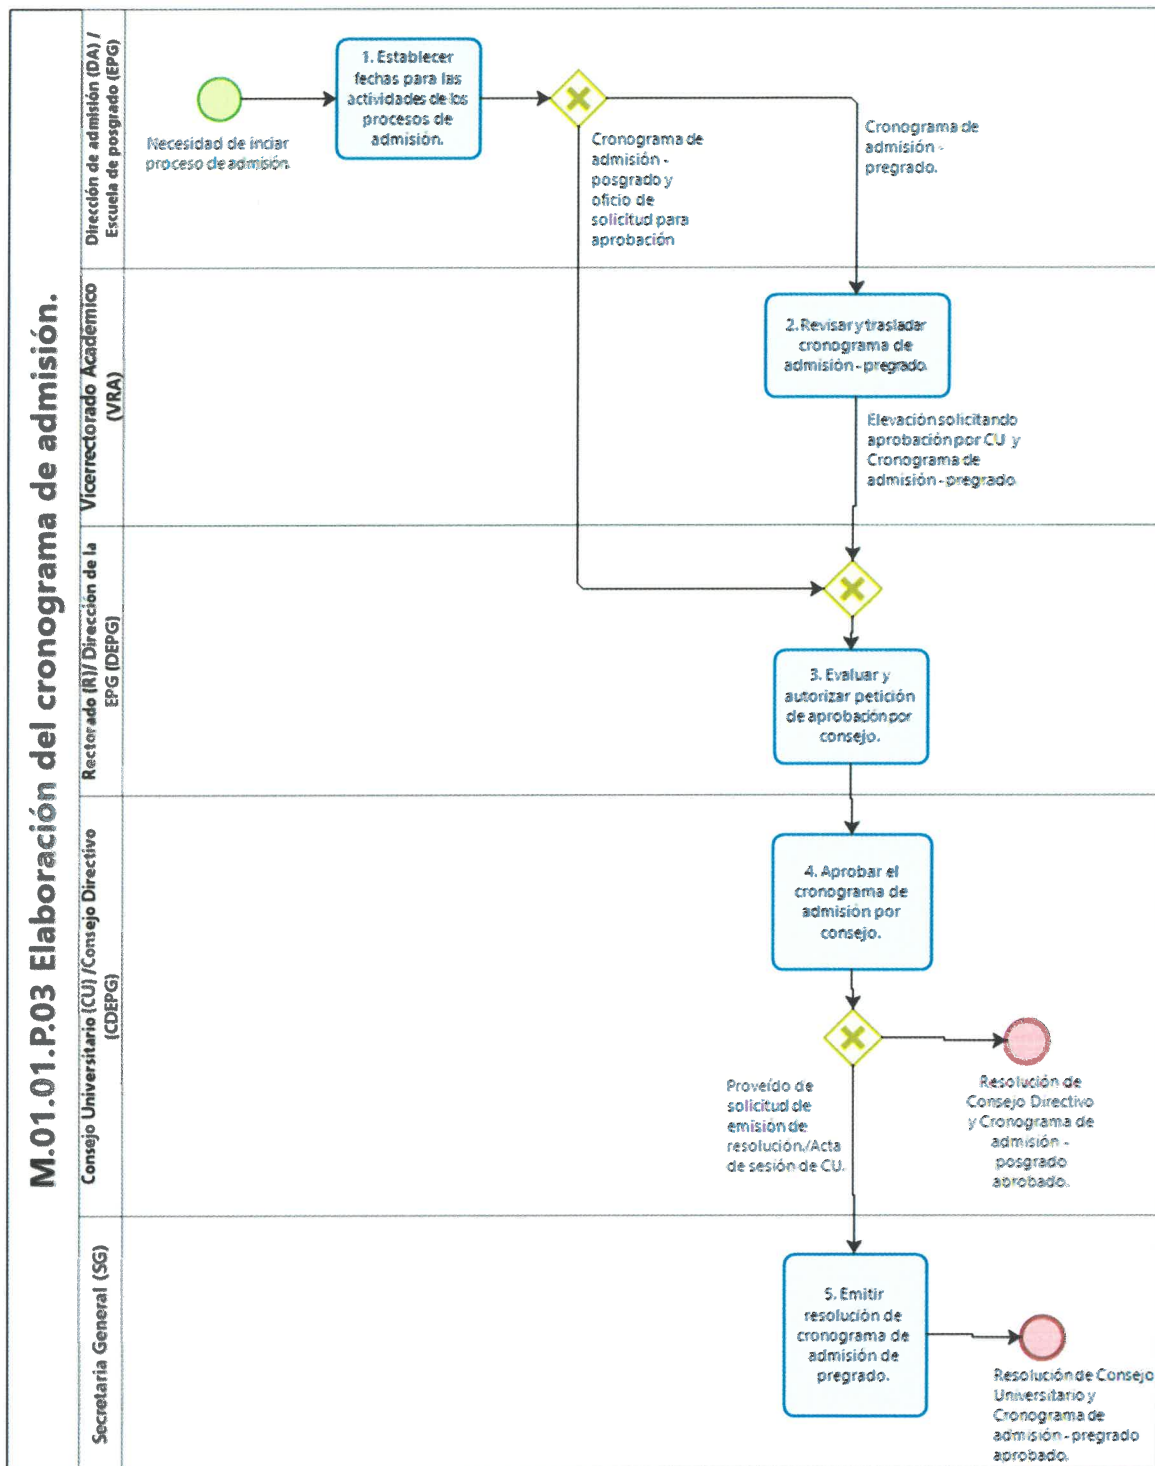 M.01.01.P.03 Elaboración del cronograma de admisión.
Dirección de admisión (DA) /
Escuela de posgrado (EPG)
Necesidad de inciar
proceso de admisión.
1. Establecer
fechas para las
actividades de los
procesos de
admisión.
Cronograma de
admisión -
posgrado y
oficio de
solicitud para
aprobación
Cronograma de
admisión -
pregrado.
Vicerrectorado Académico
(VRA)
2. Revisar y trasladar
cronograma de
admisión - pregrado.
Elevación solicitando
aprobación por CU y
Cronograma de
admisión - pregrado.
Rectorado (R)/ Dirección de la
EPG (DEPG)
3. Evaluar y
autorizar petición
de aprobación por
consejo.
Consejo Universitario (CU) /Consejo Directivo
(CDEPG)
4. Aprobar el
cronograma de
admisión por
consejo.
Proveído de
solicitud de
emisión de
resolución./Acta
de sesión de CU.
Resolución de
Consejo Directivo
y Cronograma de
admisión -
posgrado
aprobado.
Secretaria General (SG)
5. Emitir
resolución de
cronograma de
admisión de
pregrado.
Resolución de Consejo
Universitario y
Cronograma de
admisión - pregrado
aprobado.